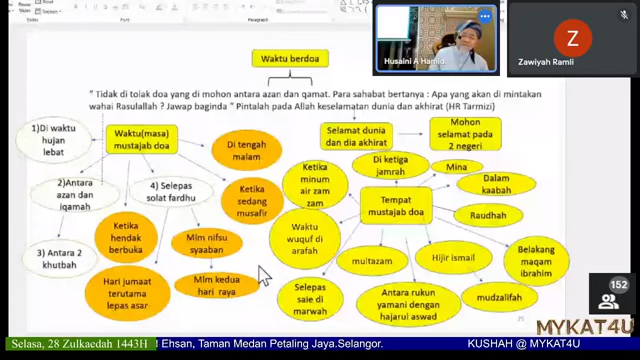 Waktu berdoa
" Tidak di tolak doa yang di mohon antara azan dan qamat. Para sahabat bertanya : Apa yang akan di mintakan
wahai Rasulallah ? Jawap baginda " Pintalah pada Allah keselamatan dunia dan akhirat (HR Tarmizi)
1)Di waktu
hujan
lebat
Waktu(masa)
mustajab doa
Di tengah
malam
2)Antara
azan dan
iqamah
4) Selepas
solat fardhu
Ketika
sedang
musafir
3) Antara 2
khutbah
Ketika
hendak
berbuka
Mlm nifsu
syaaban
Hari jumaat
terutama
lepas asar
Mlm kedua
hari raya
Selamat dunia
dan dia akhirat
Mohon
selamat pada
2 negeri
Ketika
minum
air zam
zam
Di ketiga
jamrah
Mina
Dalam
kaabah
Tempat
mustajab doa
Raudhah
Waktu
wuquf di
arafah
multazam
Hijir ismail
Belakang
maqam
ibrahim
Selepas
saie di
marwah
Antara rukun
yamani dengan
hajarul aswad
mudzalifah
25
Husaini A Hamid
Z
Zawiyah Ramli
152
MYKAT4U
Selasa, 28 Zulkaedah 1443H
l Ehsan, Taman Medan Petaling Jaya.Selangor.
KUSHAH @ MYKAT4U